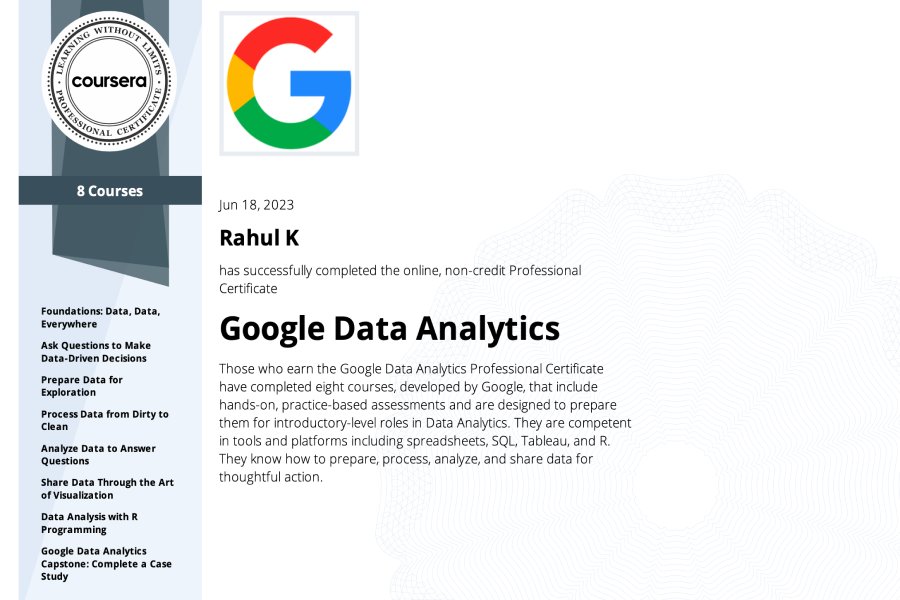 LEARNING WITHOUT LIMITS
coursera
PROFESSIONAL CERTIFICATE
8 Courses
Foundations: Data, Data,
Everywhere
Ask Questions to Make
Data-Driven Decisions
Prepare Data for
Exploration
Process Data from Dirty to
Clean
Analyze Data to Answer
Questions
Share Data Through the Art
of Visualization
Data Analysis with R
Programming
Google Data Analytics
Capstone: Complete a Case
Study
G
Jun 18, 2023
Rahul K
has successfully completed the online, non-credit Professional
Certificate
Google Data Analytics
Those who earn the Google Data Analytics Professional Certificate
have completed eight courses, developed by Google, that include
hands-on, practice-based assessments and are designed to prepare
them for introductory-level roles in Data Analytics. They are competent
in tools and platforms including spreadsheets, SQL, Tableau, and R.
They know how to prepare, process, analyze, and share data for
thoughtful action.